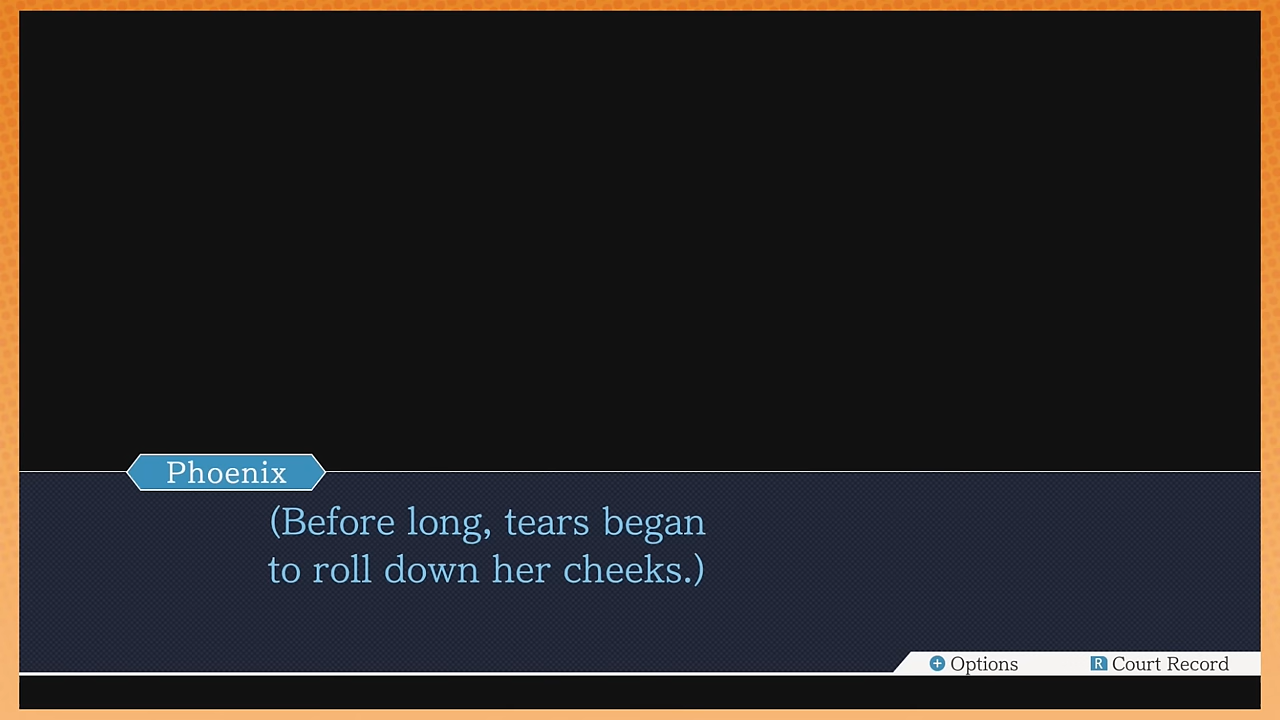 Phoenix
(Before long, tears began
to roll down her cheeks.)
+ Options
R Court Record